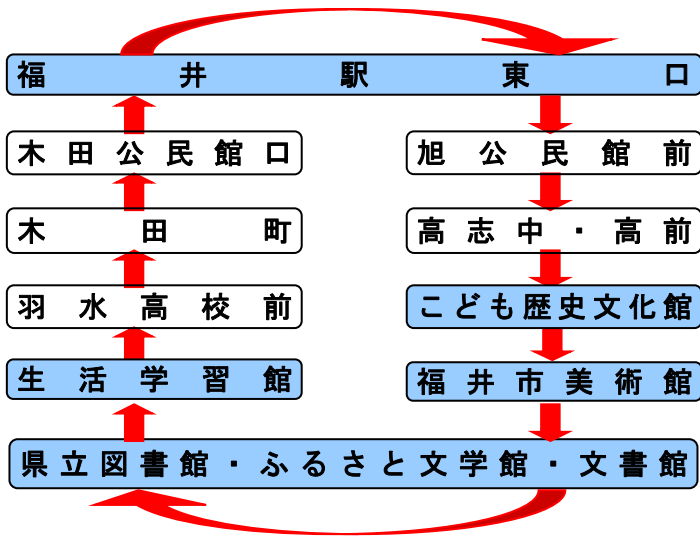 福井駅東口
木田公民館口
旭公民館前
木田町
高志中・高前
羽水高校前
こども歴史文化館
生活学習館
福井市美術館
県立図書館・ふるさと文学館・文書館